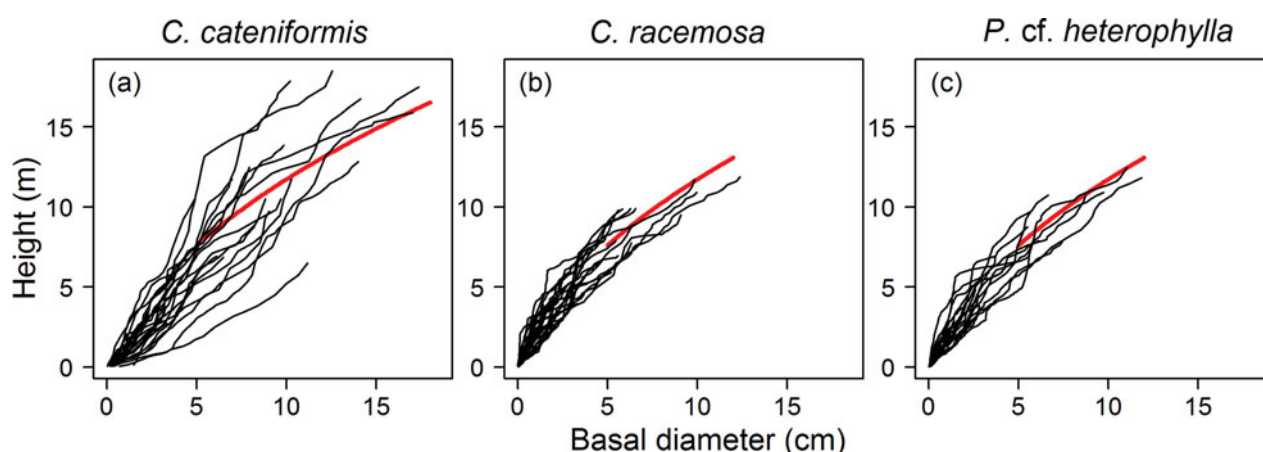 C. cateniformis C. racemosa P. cf. heterophylla
(a) (b) (c)
15 15 15
10 10 10
5 5 5
0 0 0
Height (m)
0 5 10 15 0 5 10 15 0 5 10 15
Basal diameter (cm)